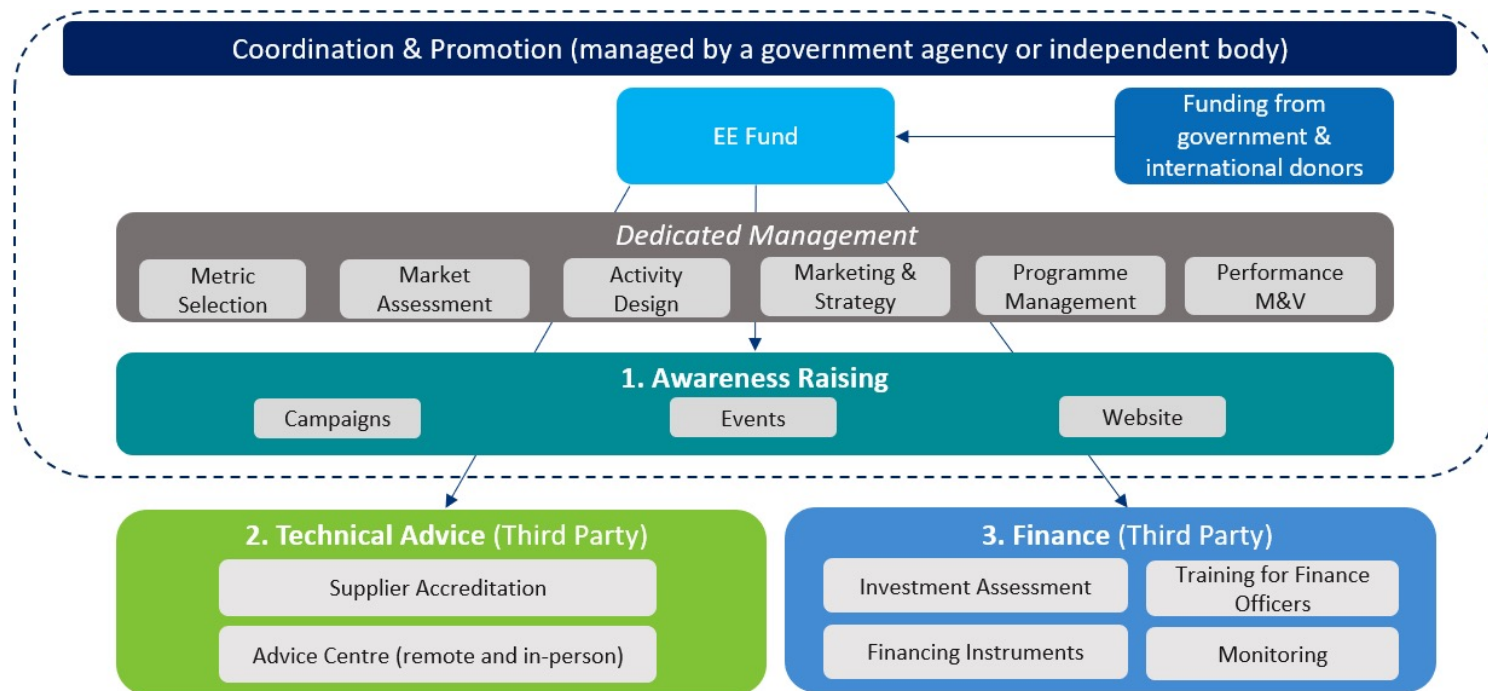 Coordination & Promotion (managed by a government agency or independent body)
EE Fund
Funding from
government &
international donors
Dedicated Management
Metric
Selection
Market
Assessment
Activity
Design
Marketing &
Strategy
Programme
Management
Performance
M&V
1. Awareness Raising
Campaigns
Events
Website
2. Technical Advice (Third Party)
Supplier Accreditation
Advice Centre (remote and in-person)
3. Finance (Third Party)
Investment Assessment
Training for Finance
Officers
Financing Instruments
Monitoring